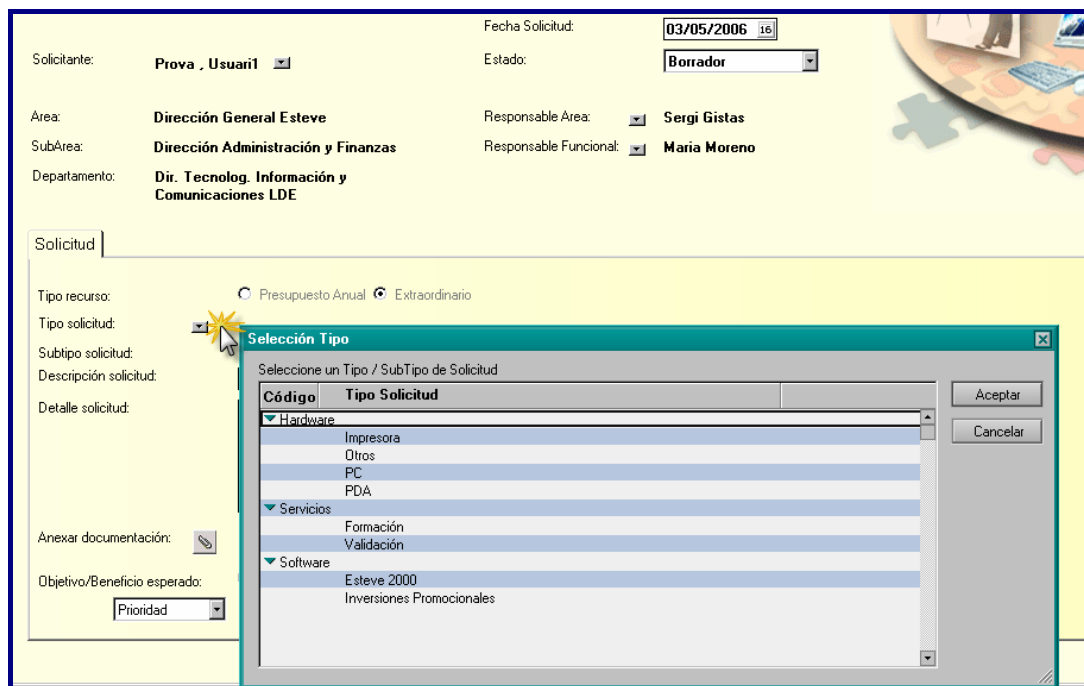 Fecha Solicitud: 03/05/2006 16
Solicitante: Prova , Usuari1 Estado: Borrador
Area: Dirección General Esteve Responsable Area: Sergi Gistas
SubArea: Dirección Administración y Finanzas Responsable Funcional: Maria Moreno
Departamento: Dir. Tecnolog. Información y
Comunicaciones LDE
Solicitud
Tipo recurso: Presupuesto Anual Extraordinario
Tipo solicitud:
Subtipo solicitud:
Descripción solicitud:
Detalle solicitud:
Anexar documentación:
Objetivo/Beneficio esperado:
Prioridad
Selección Tipo
Seleccione un Tipo / SubTipo de Solicitud
Código Tipo Solicitud
Hardware
Impresora
Otros
PC
PDA
Servicios
Formación
Validación
Software
Esteve 2000
Inversiones Promocionales
Aceptar
Cancelar